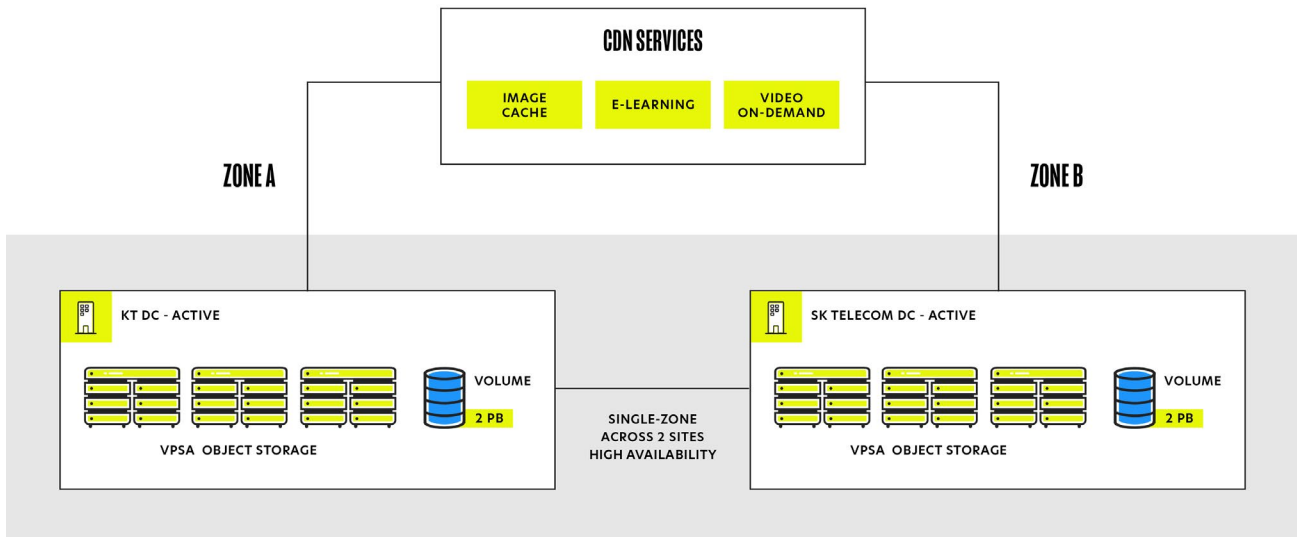 CDN SERVICES
IMAGE
CACHE
E-LEARNING
VIDEO
ON-DEMAND
ZONE A
ZONE B
KT DC - ACTIVE
VOLUME
2 PB
VPSA OBJECT STORAGE
SINGLE-ZONE
ACROSS 2 SITES
HIGH AVAILABILITY
SK TELECOM DC - ACTIVE
VOLUME
2 PB
VPSA OBJECT STORAGE